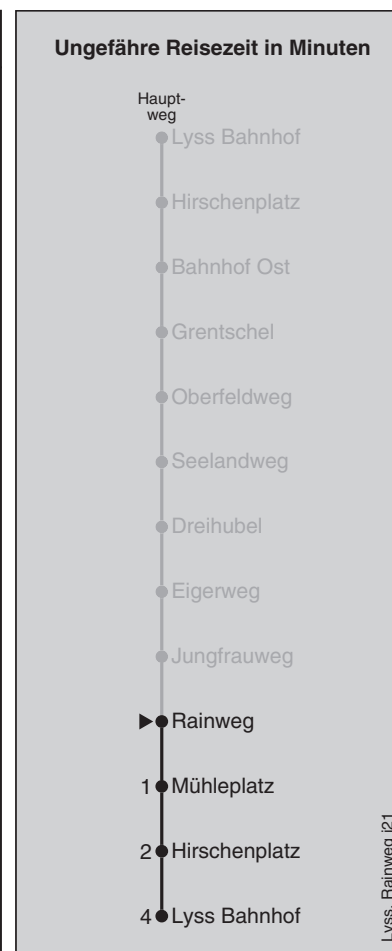 Ungefähre Reisezeit in Minuten
Haupt-
weg
Lyss Bahnhof
Hirschenplatz
Bahnhof Ost
Grentschel
Oberfeldweg
Seelandweg
Dreihubel
Eigerweg
Jungfrauweg
Rainweg
1 Mühleplatz
2 Hirschenplatz
4 Lyss Bahnhof
Lyss, Rainweg j21